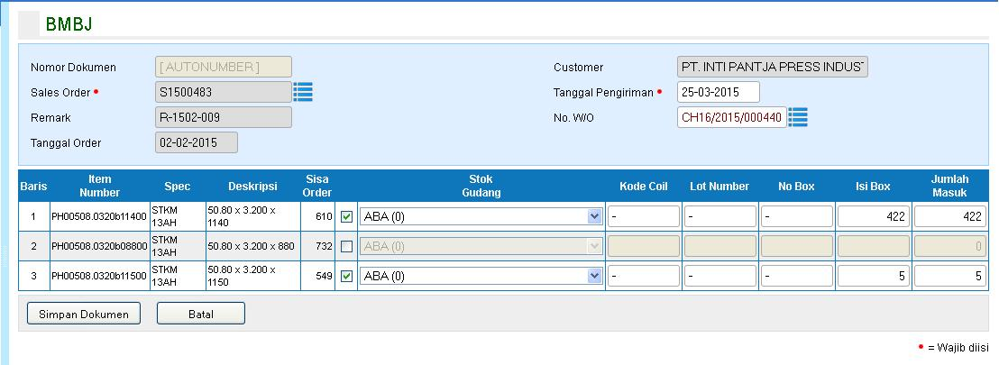 BMBJ
Nomor Dokumen [ AUTONUMBER ] Customer PT. INTI PANTJA PRESS INDUS
Sales Order • S1500483 Tanggal Pengiriman • 25-03-2015
Remark R-1502-009 No. W/O CH16/2015/000440
Tanggal Order 02-02-2015
Baris Item Number Spec Deskripsi Sisa Order Stok Gudang Kode Coil Lot Number No Box Isi Box Jumlah Masuk
1 PH00508.0320b11400 STKM 13AH 50.80 x 3.200 x 1140 610 ABA (0) - - - 422 422
2 PH00508.0320b08800 STKM 13AH 50.80 x 3.200 x 880 732 ABA (0) 0
3 PH00508.0320b11500 STKM 13AH 50.80 x 3.200 x 1150 549 ABA (0) - - - 5 5
Simpan Dokumen Batal
• = Wajib diisi